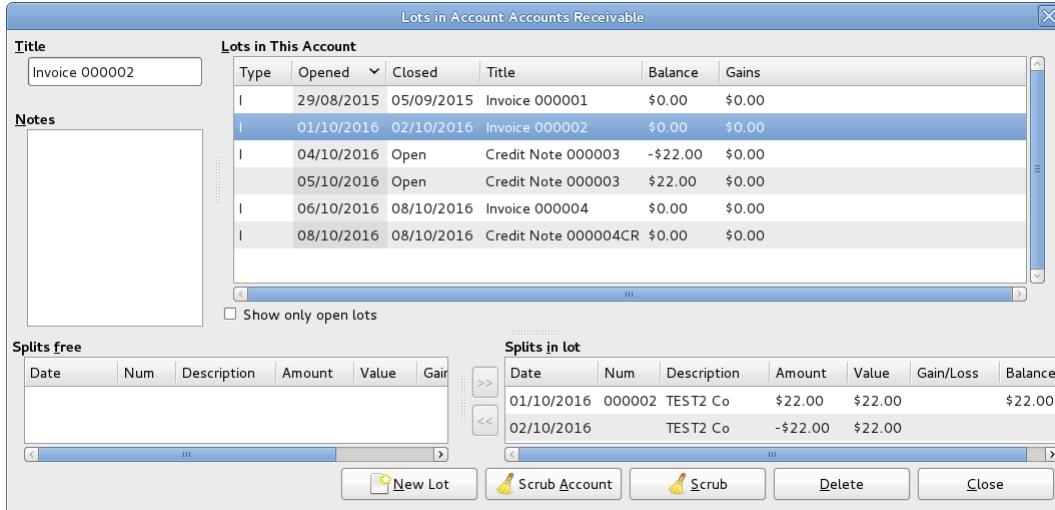 Lots in Account Accounts Receivable
Title
Invoice 000002
Notes
Lots in This Account
Type Opened Closed Title Balance Gains
I 29/08/2015 05/09/2015 Invoice 000001 $0.00 $0.00
I 01/10/2016 02/10/2016 Invoice 000002 $0.00 $0.00
I 04/10/2016 Open Credit Note 000003 -$22.00 $0.00
05/10/2016 Open Credit Note 000003 $22.00 $0.00
I 06/10/2016 08/10/2016 Invoice 000004 $0.00 $0.00
I 08/10/2016 08/10/2016 Credit Note 000004CR $0.00 $0.00
Show only open lots
Splits free
Date Num Description Amount Value Gair
>>
<<
Splits in lot
Date Num Description Amount Value Gain/Loss Balance
01/10/2016 000002 TEST2 Co $22.00 $22.00 $22.00
02/10/2016 TEST2 Co -$22.00 $22.00
New Lot Scrub Account Scrub Delete Close